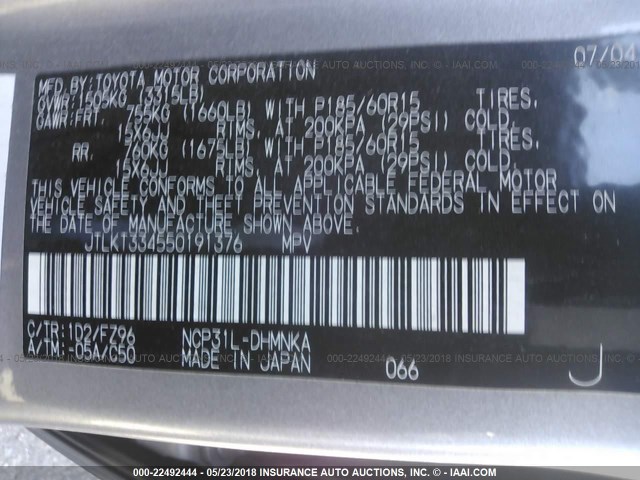 07/04
MFD.BY:TOYOTA MOTOR CORPORATION
GVWR:1505KG (3315LB)
GAWR:FRT. 755KG (1660LB) WITH P185/60R15 TIRES,
15X6JJ RIMS, AT 200KPA (29PSI) COLD.
RR. 760KG (1675LB) WITH P185/60R15 TIRES,
15X6JJ RIMS, AT 200KPA (29PSI) COLD.
THIS VEHICLE CONFORMS TO ALL APPLICABLE FEDERAL MOTOR
VEHICLE SAFETY AND THEFT PREVENTION STANDARDS IN EFFECT ON
THE DATE OF MANUFACTURE SHOWN ABOVE.
JTLKT334550191376 MPV
C/TR:1D2/FZ96 NCP31L-DHMNKA
A/TM: -05A/C50 MADE IN JAPAN 066 J
000-22492444 - 05/23/2018 INSURANCE AUTO AUCTIONS, INC. - IAAI.COM